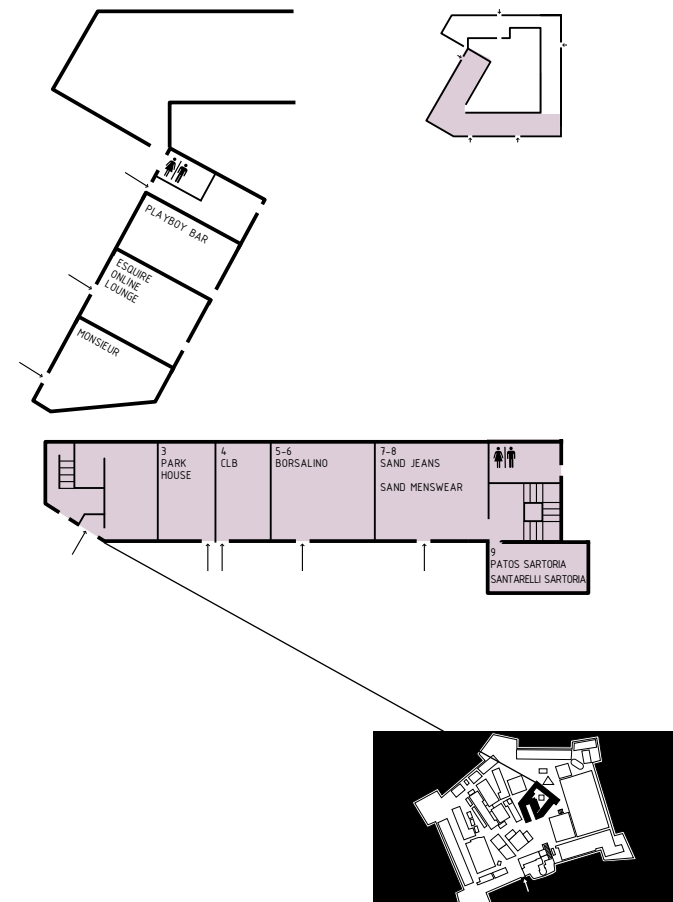 PLAYBOY BAR
ESQUIRE
ONLINE
LOUNGE
MONSIEUR
3
PARK
HOUSE
4
CLB
5-6
BORSALINO
7-8
SAND JEANS
SAND MENSWEAR
9
PATOS SARTORIA
SANTARELLI SARTORIA